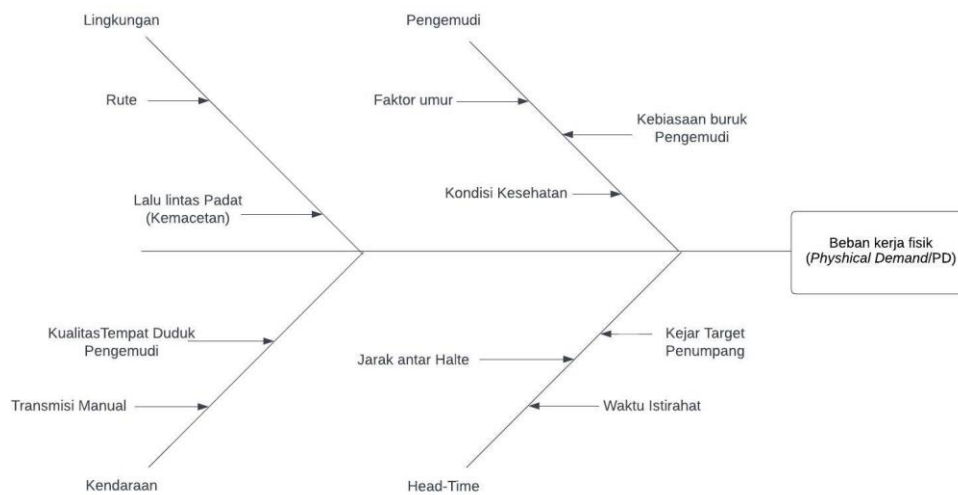 Lingkungan
Pengemudi
Rute
Faktor umur
Kebiasaan buruk
Pengemudi
Lalu lintas Padat
(Kemacetan)
Kondisi Kesehatan
Beban kerja fisik
(Physhical Demand/PD)
KualitasTempat Duduk
Pengemudi
Transmisi Manual
Jarak antar Halte
Kejar Target
Penumpang
Waktu Istirahat
Kendaraan
Head-Time